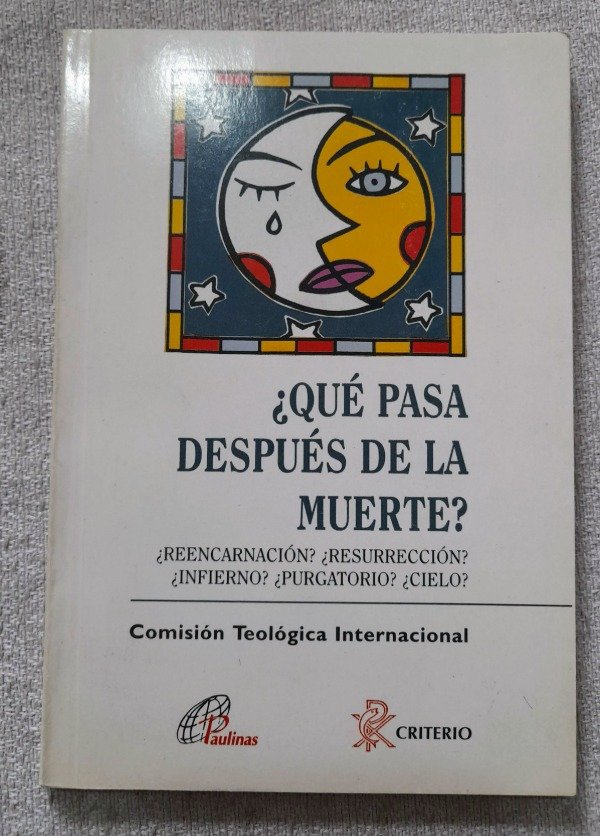 ¿QUÉ PASA
DESPUÉS DE LA
MUERTE?
¿REENCARNACIÓN? ¿RESURRECCIÓN?
¿INFIERNO? ¿PURGATORIO? ¿CIELO?
Comisión Teológica Internacional
Paulinas
CRITERIO